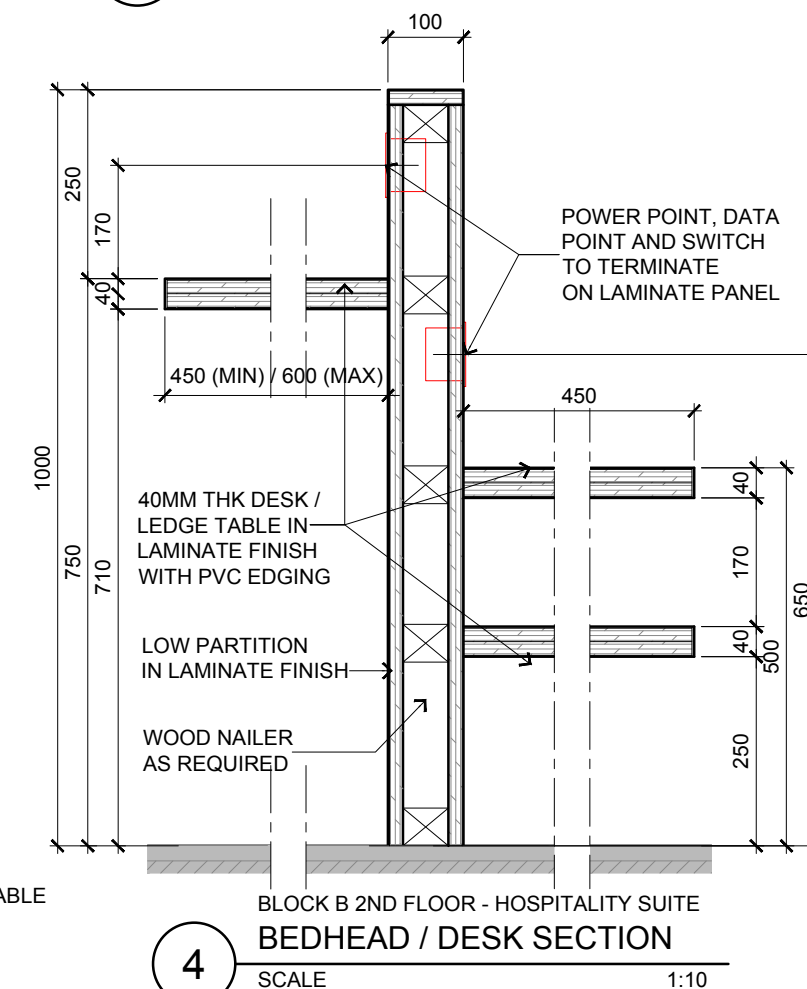 100
250
170
40
450 (MIN) / 600 (MAX)
1000
750
710
POWER POINT, DATA
POINT AND SWITCH
TO TERMINATE
ON LAMINATE PANEL
450
40
170
40
250
500
650
40MM THK DESK /
LEDGE TABLE IN
LAMINATE FINISH
WITH PVC EDGING
LOW PARTITION
IN LAMINATE FINISH
WOOD NAILER
AS REQUIRED
ABLE
BLOCK B 2ND FLOOR - HOSPITALITY SUITE
4
BEDHEAD / DESK SECTION
SCALE 1:10